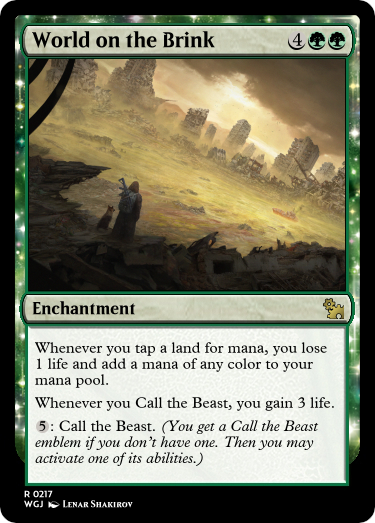 World on the Brink 4
Enchantment
Whenever you tap a land for mana, you lose
1 life and add a mana of any color to your
mana pool.
Whenever you Call the Beast, you gain 3 life.
5: Call the Beast. (You get a Call the Beast
emblem if you don't have one. Then you may
activate one of its abilities.)
R 0217
WGJ Lenar Shakirov